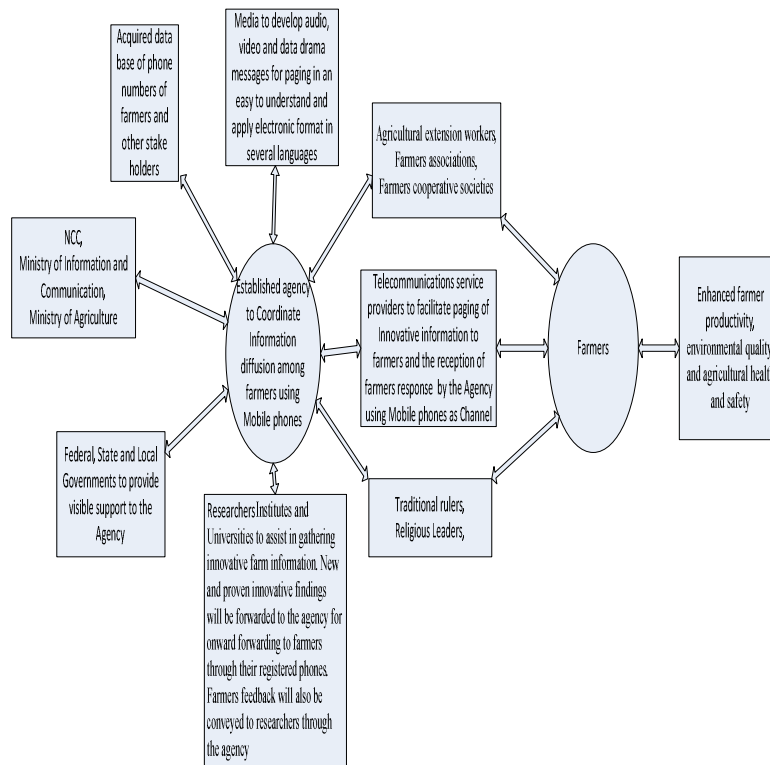 Acquired data
base of phone
numbers of
farmers and
other stake
holders
Media to develop audio,
video and data drama
messages for paging in an
easy to understand and
apply electronic format in
several languages
Agricultural extension workers,
Farmers associations,
Farmers cooperative societies
NCC,
Ministry of Information and
Communication,
Ministry of Agriculture
Established agency
to Coordinate
Information
diffusion among
farmers using
Mobile phones
Telecommunications service
providers to facilitate paging of
Innovative information to
farmers and the reception of
farmers response by the Agency
using Mobile phones as Channel
Farmers
Enhanced farmer
productivity,
environmental quality
and agricultural health
and safety
Federal, State and Local
Governments to provide
visible support to the
Agency
Researchers Institutes and
Universities to assist in gathering
innovative farm information. New
and proven innovative findings
will be forwarded to the agency for
onward forwarding to farmers
through their registered phones.
Farmers feedback will also be
conveyed to researchers through
the agency
Traditional rulers,
Religious Leaders,